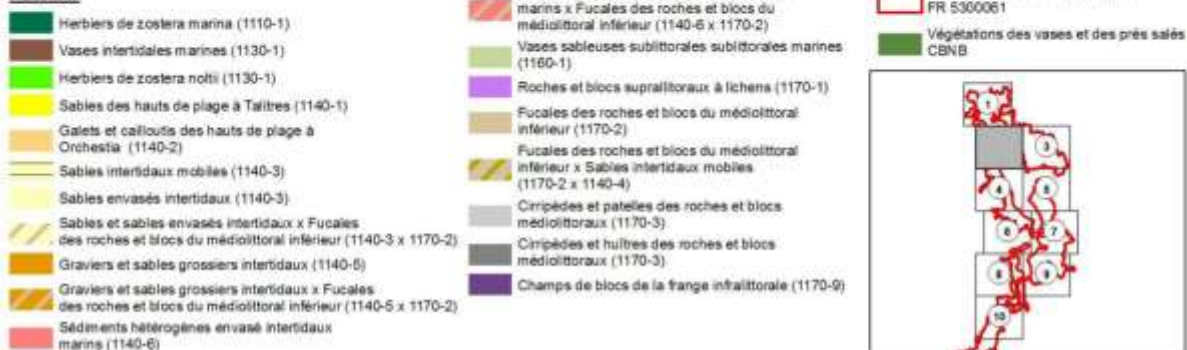 Herbiers de zostera marina (1110-1)
Vases intertidales marines (1130-1)
Herbiers de zostera noltii (1130-1)
Sables des hauts de plage à Talitres (1140-1)
Galets et cailloutis des hauts de plage à
Orchestia (1140-2)
Sables intertidaux mobiles (1140-3)
Sables envasés intertidaux (1140-3)
Sables et sables envasés intertidaux x Fucales
des roches et blocs du médiolittoral inférieur (1140-3 x 1170-2)
Graviers et sables grossiers intertidaux (1140-5)
Graviers et sables grossiers intertidaux x Fucales
des roches et blocs du médiolittoral inférieur (1140-5 x 1170-2)
Sédiments hétérogènes envasé intertidaux
marins (1140-6)
marins x Fucales des roches et blocs du
médiolittoral inférieur (1140-6 x 1170-2)
Vases sableuses sublittorales sublittorales marines
(1160-1)
Roches et blocs supralittoraux à lichens (1170-1)
Fucales des roches et blocs du médiolittoral
inférieur (1170-2)
Fucales des roches et blocs du médiolittoral
inférieur x Sables intertidaux mobiles
(1170-2 x 1140-4)
Cirripèdes et patelles des roches et blocs
médiolittoraux (1170-3)
Cirripèdes et huîtres des roches et blocs
médiolittoraux (1170-3)
Champs de blocs de la frange infralittorale (1170-9)
FR 5300061
Végétations des vases et des prés salés
CBNB
1
3
4
5
6
7
8
9
10